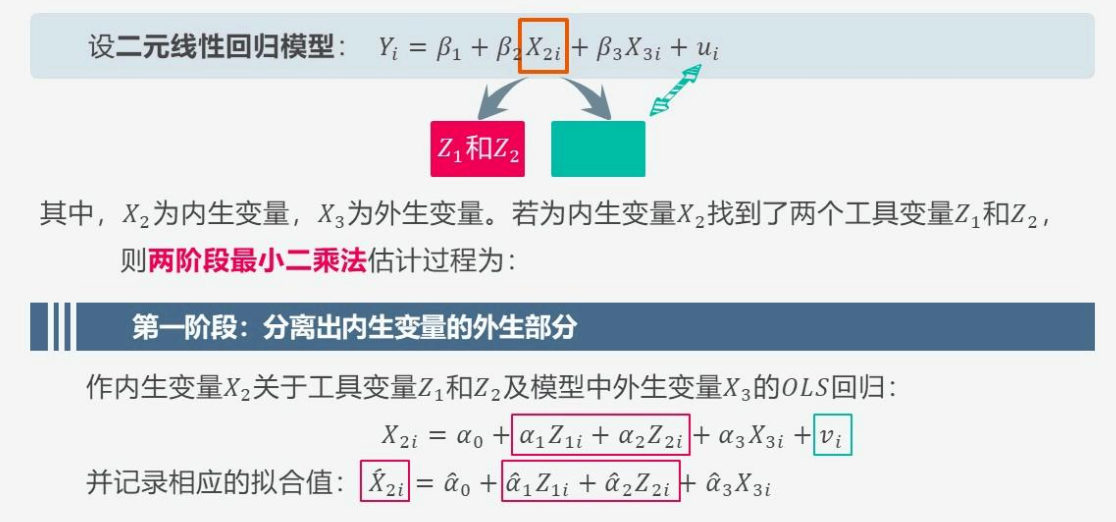 设二元线性回归模型： Yᵢ = β₁ + β₂X₂ᵢ + β₃X₃ᵢ + uᵢ
Z₁和Z₂
其中，X₂为内生变量，X₃为外生变量。若为内生变量X₂找到了两个工具变量Z₁和Z₂，
则两阶段最小二乘法估计过程为：
第一阶段：分离出内生变量的外生部分
作内生变量X₂关于工具变量Z₁和Z₂及模型中外生变量X₃的OLS回归：
X₂ᵢ = α₀ + α₁Z₁ᵢ + α₂Z₂ᵢ + α₃X₃ᵢ + vᵢ
并记录相应的拟合值： X̂₂ᵢ = α̂₀ + α̂₁Z₁ᵢ + α̂₂Z₂ᵢ + α̂₃X₃ᵢ